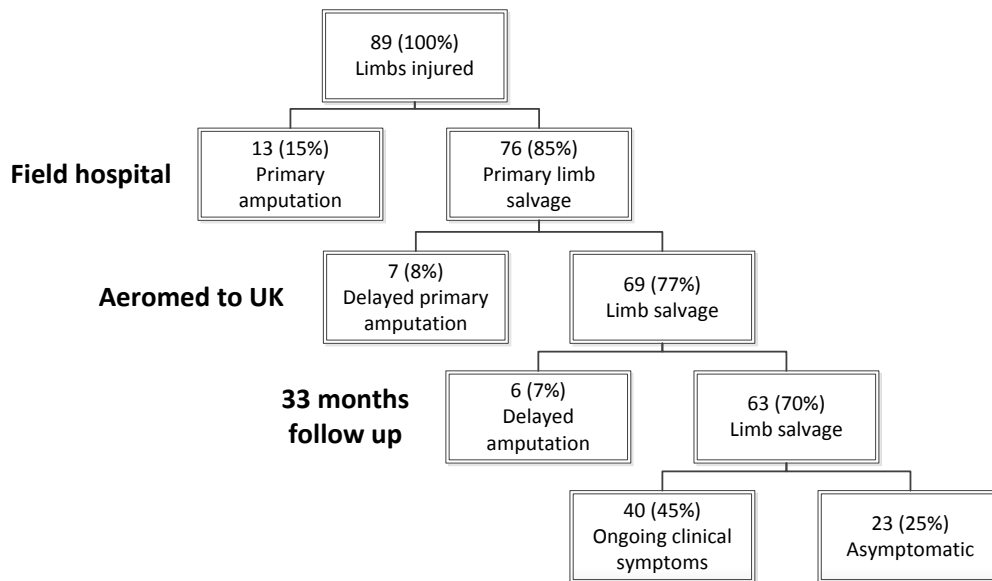 89 (100%)
Limbs injured
Field hospital
13 (15%)
Primary
amputation
76 (85%)
Primary limb
salvage
Aeromed to UK
7 (8%)
Delayed primary
amputation
69 (77%)
Limb salvage
33 months
follow up
6 (7%)
Delayed
amputation
63 (70%)
Limb salvage
40 (45%)
Ongoing clinical
symptoms
23 (25%)
Asymptomatic